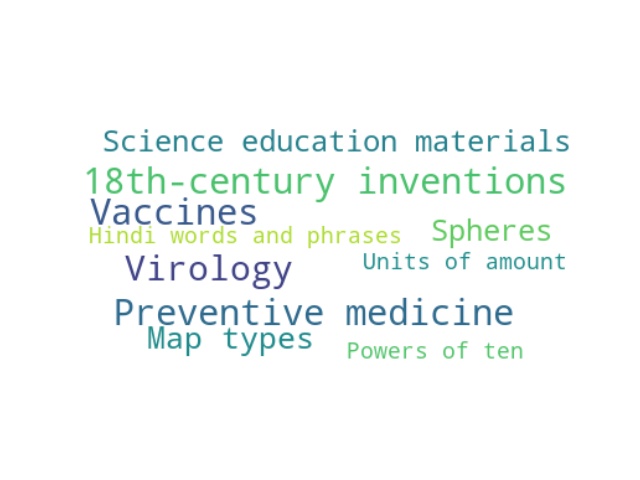 Science education materials
18th-century inventions
Vaccines
Hindi words and phrases
Spheres
Virology
Units of amount
Preventive medicine
Map types
Powers of ten